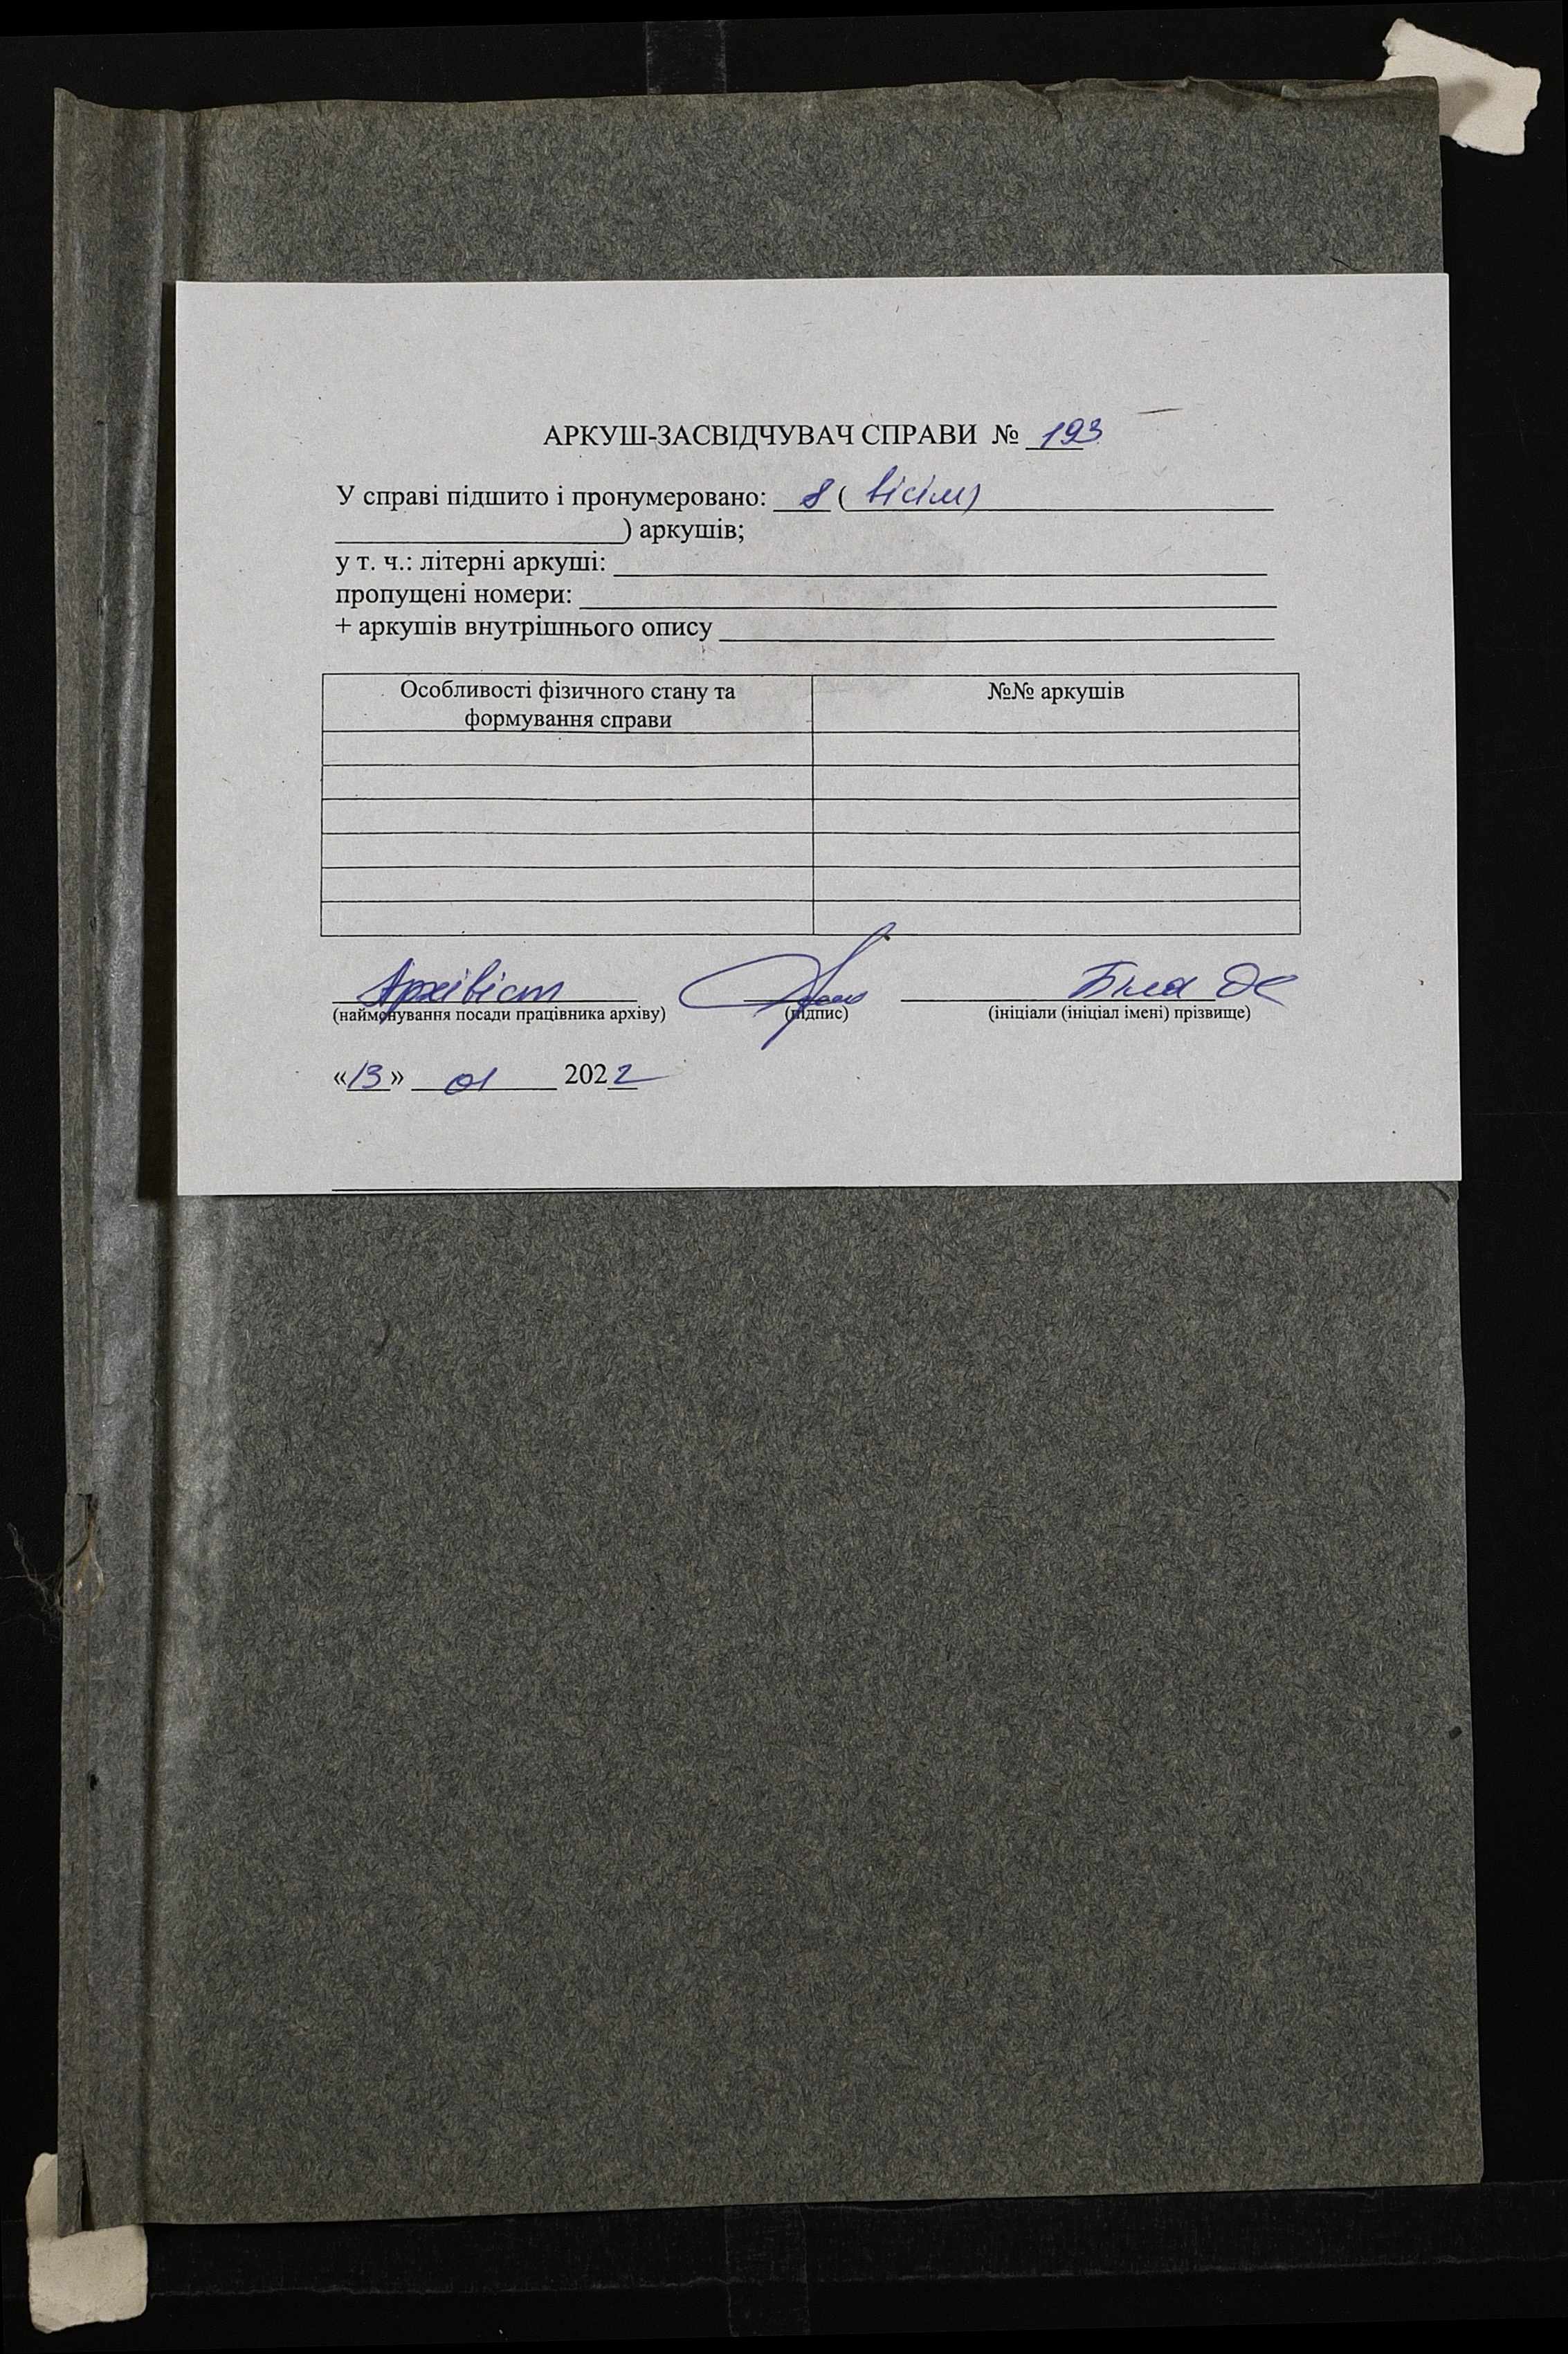 АРКУШ-ЗАСВІДЧУВАЧ СПРАВИ № 193
У справі підшито і пронумеровано: 8 ( вісім)
) аркушів;
у т. ч.: літерні аркуші:
пропущені номери:
+ аркушів внутрішнього опису
Особливості фізичного стану та формування справи
№№ аркушів
Архівіст Біла ОС
(найменування посади працівника архіву) (підпис) (ініціали (ініціал імені) прізвище)
«13» 01 2022